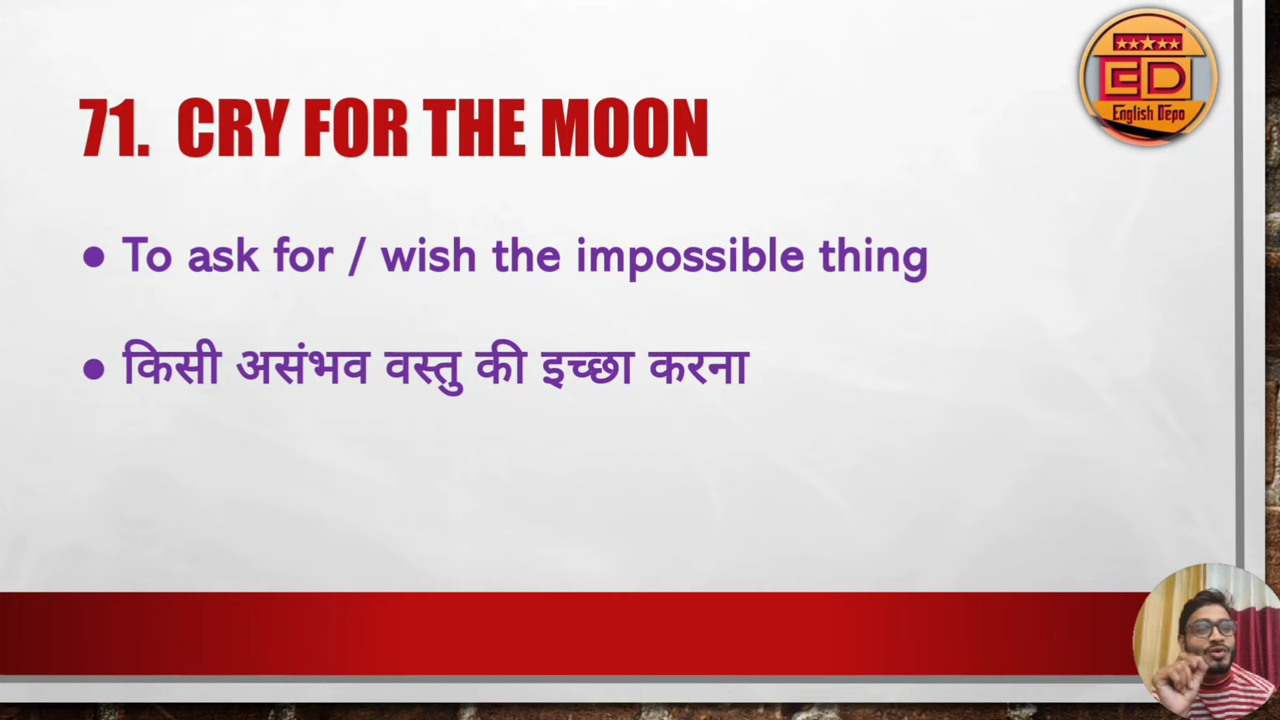 ED
English Depo
71. CRY FOR THE MOON
• To ask for / wish the impossible thing
• किसी असंभव वस्तु की इच्छा करना